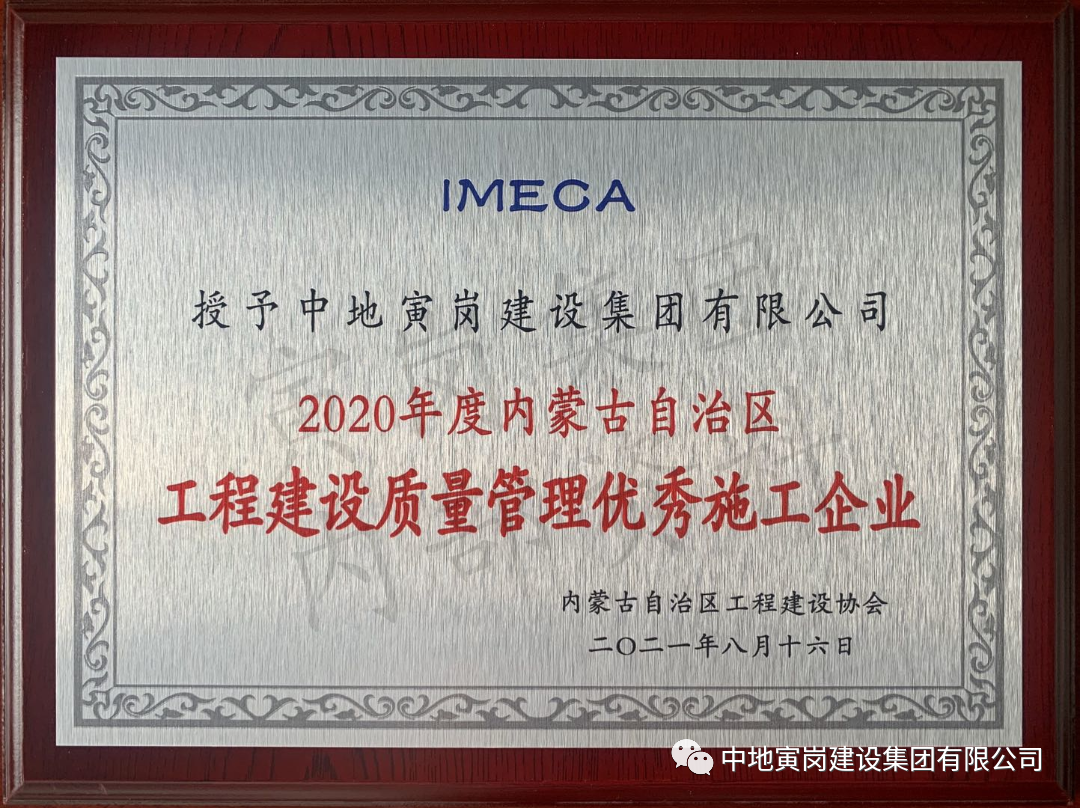 IMECA
授予中地寅岗建设集团有限公司
2020年度内蒙古自治区
工程建设质量管理优秀施工企业
内蒙古自治区工程建设协会
二〇二一年八月十六日
中地寅岗建设集团有限公司